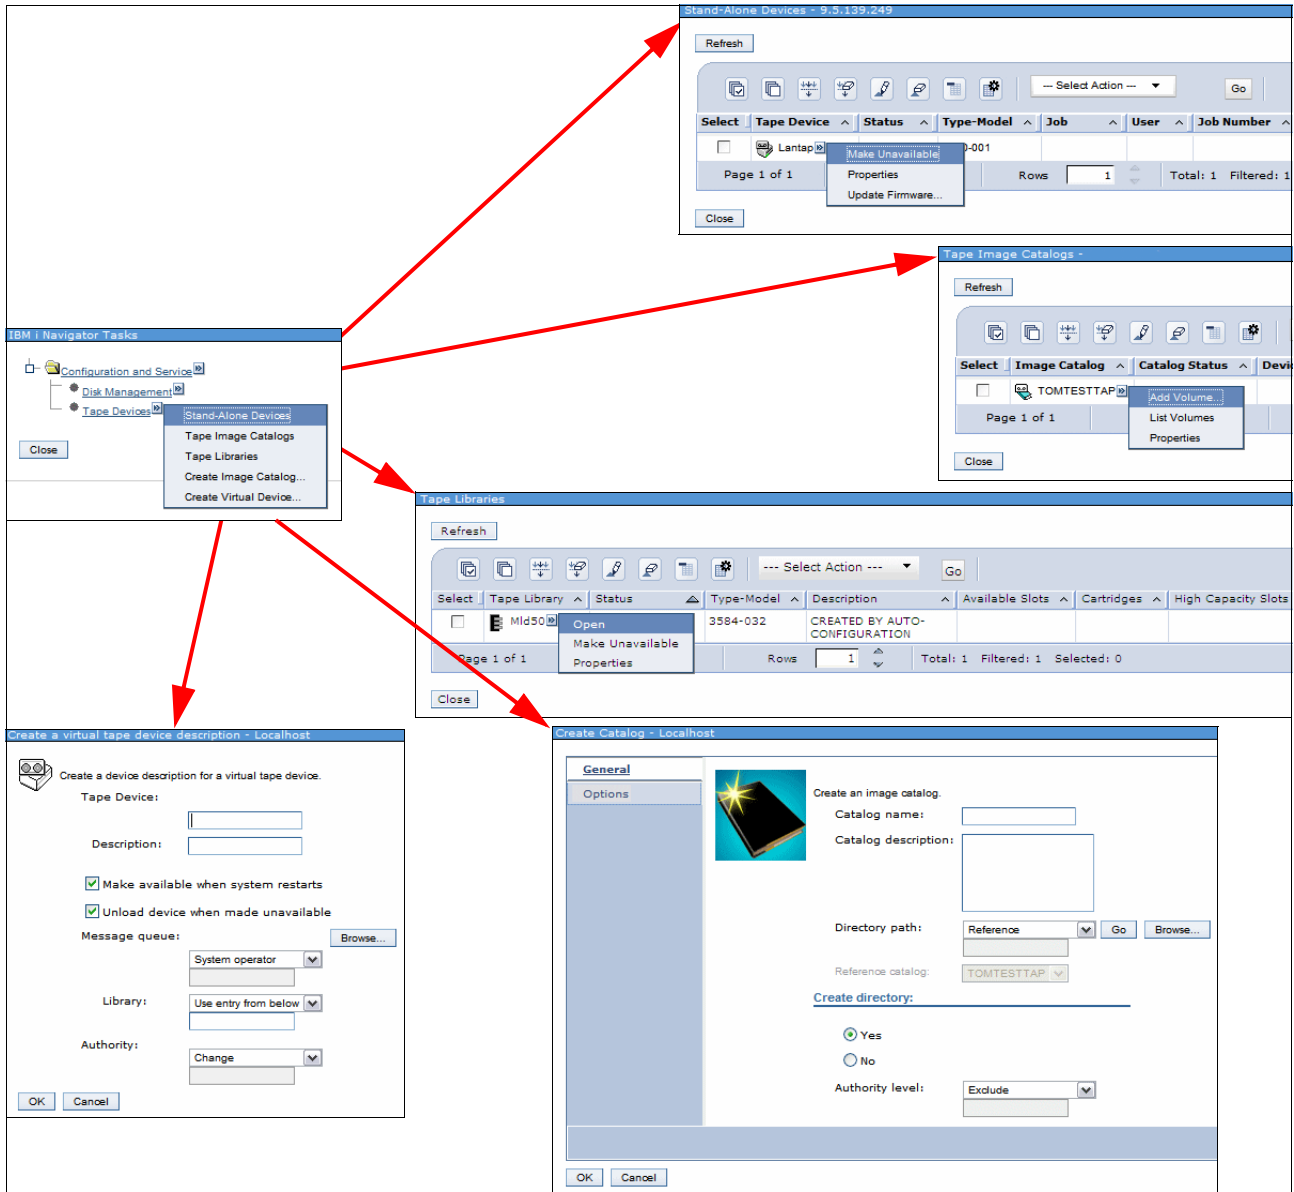 Stand-Alone Devices - 9.5.139.249
Refresh
--- Select Action ---
Go
Select Tape Device Status Type-Model Job User Job Number
Lantap 0-001
Make Unavailable
Properties
Update Firmware...
Page 1 of 1 Rows 1 Total: 1 Filtered: 1
Close
Tape Image Catalogs -
Refresh
Select Image Catalog Catalog Status Devic
TOMTESTTAP
Add Volume...
List Volumes
Properties
Page 1 of 1
Close
IBM i Navigator Tasks
Configuration and Service
Disk Management
Tape Devices
Stand-Alone Devices
Tape Image Catalogs
Tape Libraries
Create Image Catalog...
Create Virtual Device...
Close
Tape Libraries
Refresh
--- Select Action ---
Go
Select Tape Library Status Type-Model Description Available Slots Cartridges High Capacity Slots
Mld50 3584-032 CREATED BY AUTO-
CONFIGURATION
Open
Make Unavailable
Properties
Page 1 of 1 Rows 1 Total: 1 Filtered: 1 Selected: 0
Close
Create a virtual tape device description - Localhost
Create a device description for a virtual tape device.
Tape Device:
Description:
Make available when system restarts
Unload device when made unavailable
Message queue:
Browse...
System operator
Library: Use entry from below
Authority:
Change
OK Cancel
Create Catalog - Localhost
General
Options
Create an image catalog.
Catalog name:
Catalog description:
Directory path: Reference Go Browse...
Reference catalog: TOMTESTTAP
Create directory:
Yes
No
Authority level: Exclude
OK Cancel